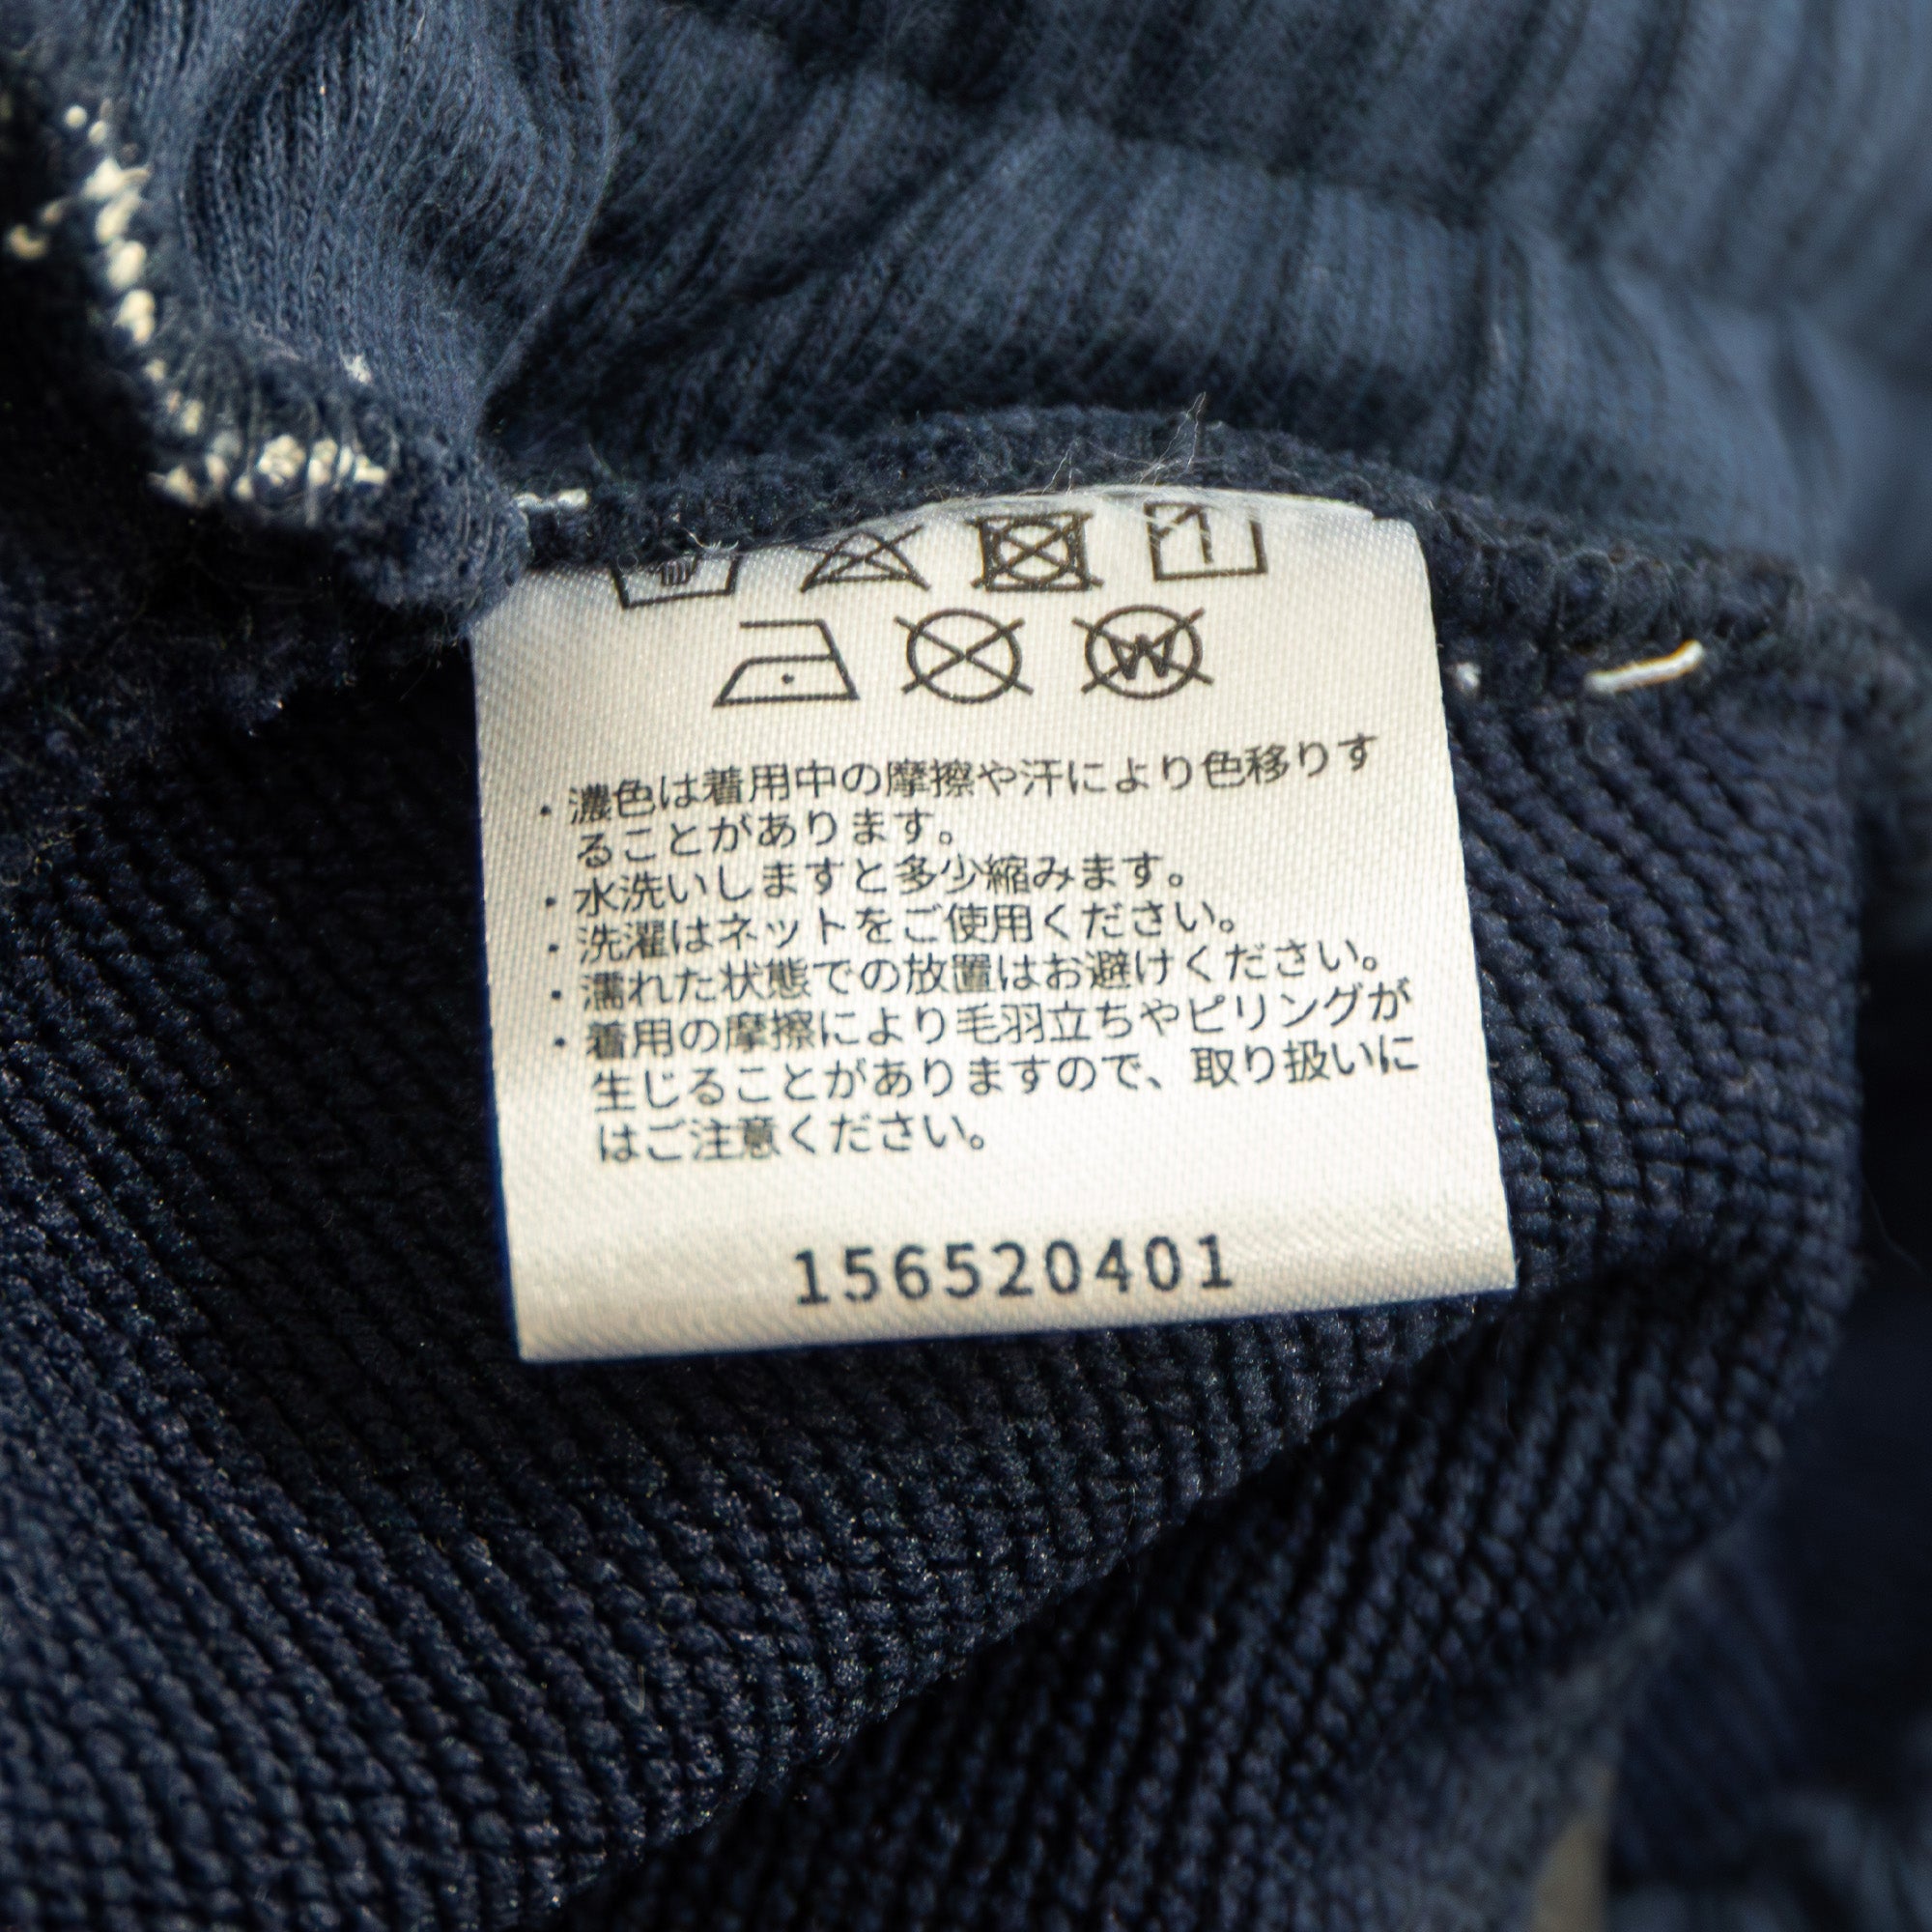 W
・濃色は着用中の摩擦や汗により色移りす
ることがあります。
・水洗いしますと多少縮みます。
・洗濯はネットをご使用ください。
・濡れた状態での放置はお避けください。
・着用の摩擦により毛羽立ちやピリングが
生じることがありますので、取り扱いに
はご注意ください。
156520401